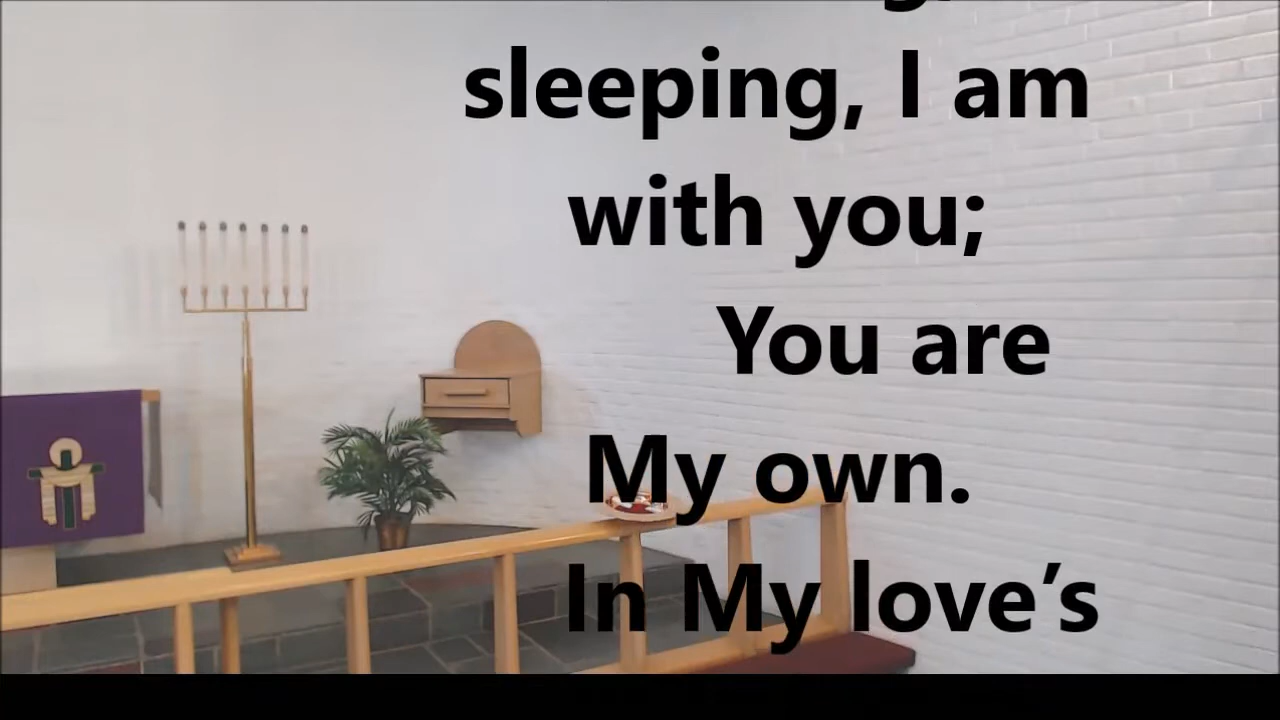 sleeping, I am
with you;
You are
My own.
In My love’s